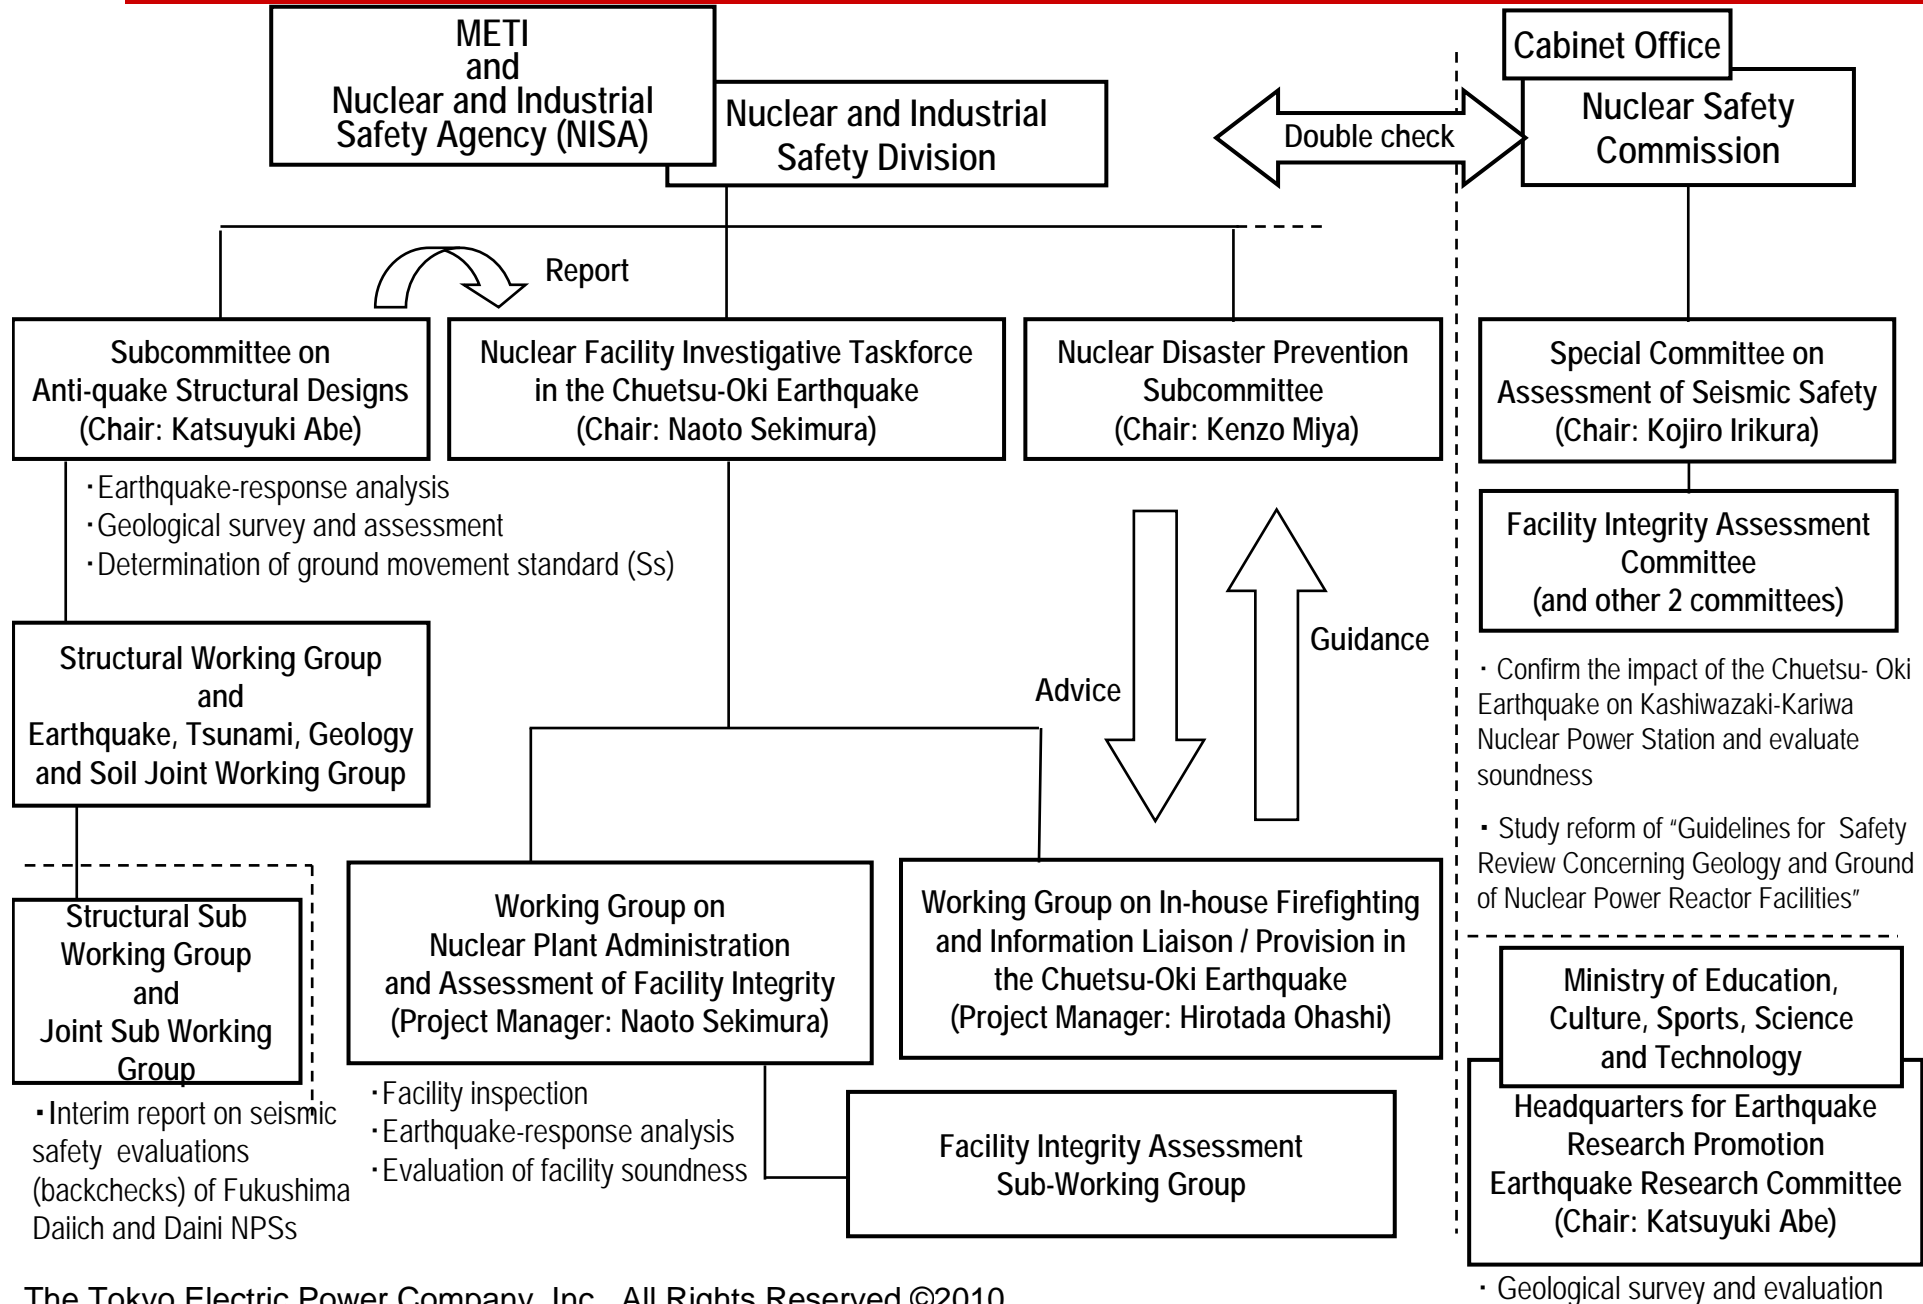 METI
and
Nuclear and Industrial
Safety Agency (NISA)
Nuclear and Industrial
Safety Division
Double check
Cabinet Office
Nuclear Safety
Commission
Report
Subcommittee on
Anti-quake Structural Designs
(Chair: Katsuyuki Abe)
Nuclear Facility Investigative Taskforce
in the Chuetsu-Oki Earthquake
(Chair: Naoto Sekimura)
Nuclear Disaster Prevention
Subcommittee
(Chair: Kenzo Miya)
Special Committee on
Assessment of Seismic Safety
(Chair: Kojiro Irikura)
・Earthquake-response analysis
・Geological survey and assessment
・Determination of ground movement standard (Ss)
Facility Integrity Assessment
Committee
(and other 2 committees)
Structural Working Group
and
Earthquake, Tsunami, Geology
and Soil Joint Working Group
Advice
Guidance
・ Confirm the impact of the Chuetsu- Oki
Earthquake on Kashiwazaki-Kariwa
Nuclear Power Station and evaluate
soundness
・ Study reform of “Guidelines for Safety
Review Concerning Geology and Ground
of Nuclear Power Reactor Facilities”
Structural Sub
Working Group
and
Joint Sub Working
Group
Working Group on
Nuclear Plant Administration
and Assessment of Facility Integrity
(Project Manager: Naoto Sekimura)
Working Group on In-house Firefighting
and Information Liaison / Provision in
the Chuetsu-Oki Earthquake
(Project Manager: Hirotada Ohashi)
Ministry of Education,
Culture, Sports, Science
and Technology
Headquarters for Earthquake
Research Promotion
Earthquake Research Committee
(Chair: Katsuyuki Abe)
・Interim report on seismic
safety evaluations
(backchecks) of Fukushima
Daiich and Daini NPSs
・Facility inspection
・Earthquake-response analysis
・Evaluation of facility soundness
Facility Integrity Assessment
Sub-Working Group
・ Geological survey and evaluation
The Tokyo Electric Power Company, Inc. All Rights Reserved ©2010